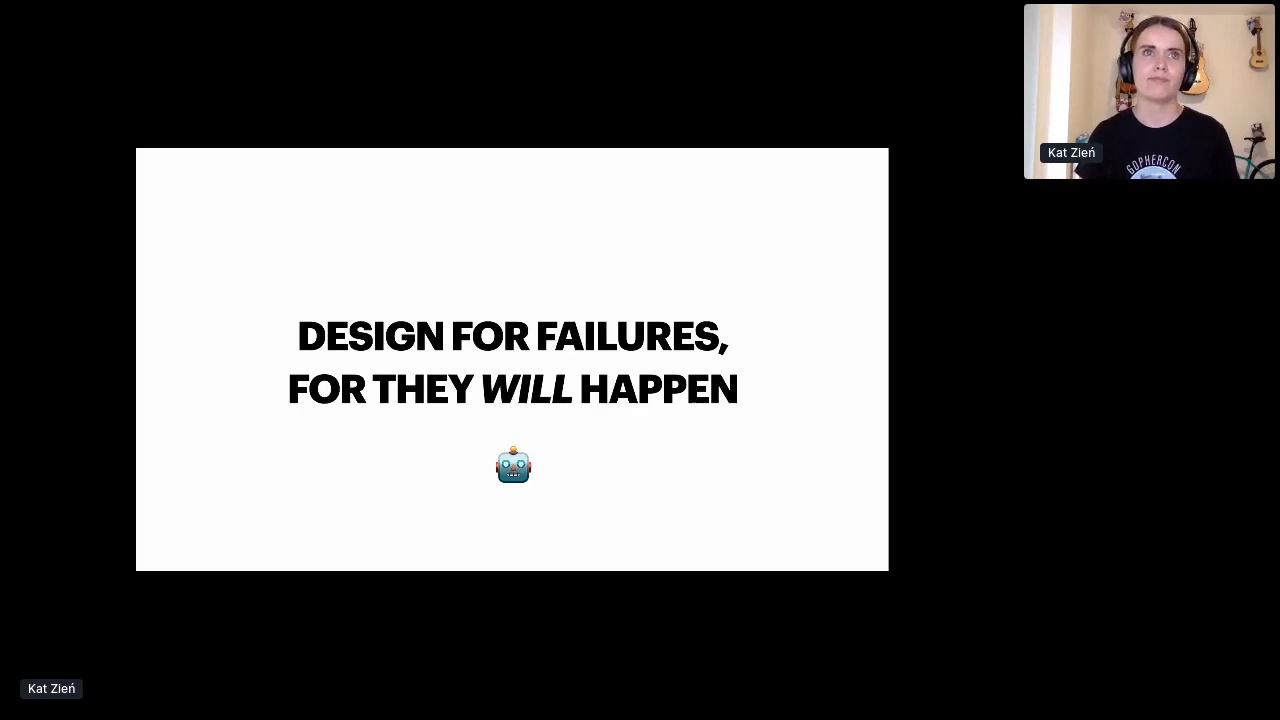 Kat Zień
GOPHERCON
DESIGN FOR FAILURES,
FOR THEY WILL HAPPEN
Kat Zień